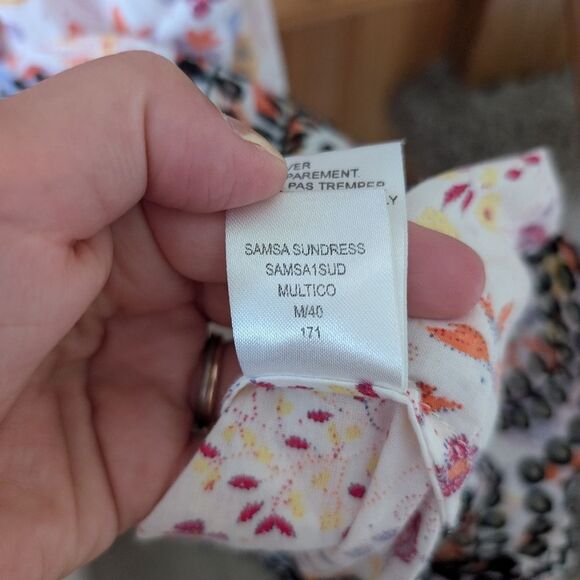 VER
PAREMENT.
PAS TREMPER
Y
SAMSA SUNDRESS
SAMSA1SUD
MULTICO
M/40
171